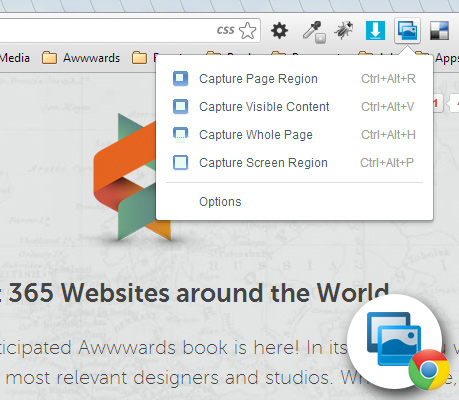 CSS
Media Awwwards Apps
Capture Page Region Ctrl+Alt+R
Capture Visible Content Ctrl+Alt+V
Capture Whole Page Ctrl+Alt+H
Capture Screen Region Ctrl+Alt+P
Options
365 Websites around the World
Awwwards book is here! In its
most relevant designers and studios.